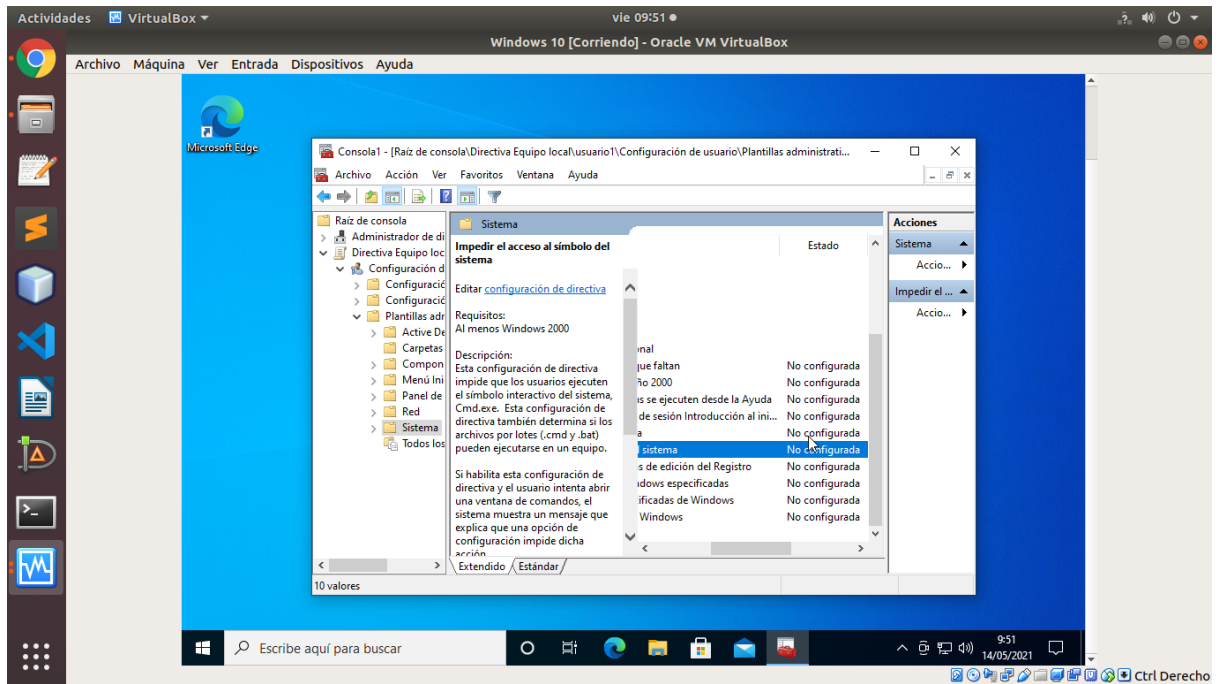 Actividades VirtualBox vie 09:51
Windows 10 [Corriendo] - Oracle VM VirtualBox
Archivo Máquina Ver Entrada Dispositivos Ayuda
Microsoft Edge
Consola1 - [Raíz de consola\Directiva Equipo local\usuario1\Configuración de usuario\Plantillas administrati...
Archivo Acción Ver Favoritos Ventana Ayuda
Raíz de consola
Administrador de di
Directiva Equipo loc
Configuración d
Configuració
Configuració
Plantillas adr
Active De
Carpetas
Compon
Menú Ini
Panel de
Red
Sistema
Todos los
Sistema
Impedir el acceso al símbolo del
sistema
Editar configuración de directiva
Requisitos:
Al menos Windows 2000
Descripción:
Esta configuración de directiva
impide que los usuarios ejecuten
el símbolo interactivo del sistema,
Cmd.exe. Esta configuración de
directiva también determina si los
archivos por lotes (.cmd y .bat)
pueden ejecutarse en un equipo.
Si habilita esta configuración de
directiva y el usuario intenta abrir
una ventana de comandos, el
sistema muestra un mensaje que
explica que una opción de
configuración impide dicha
acción
Estado
onal
que faltan No configurada
ño 2000 No configurada
as se ejecuten desde la Ayuda No configurada
de sesión Introducción al ini... No configurada
a No configurada
l sistema No configurada
s de edición del Registro No configurada
ndows especificadas No configurada
ificadas de Windows No configurada
Windows No configurada
Extendido Estándar
Acciones
Sistema
Accio...
Impedir el ...
Accio...
10 valores
Escribe aquí para buscar
9:51
14/05/2021
Ctrl Derecho